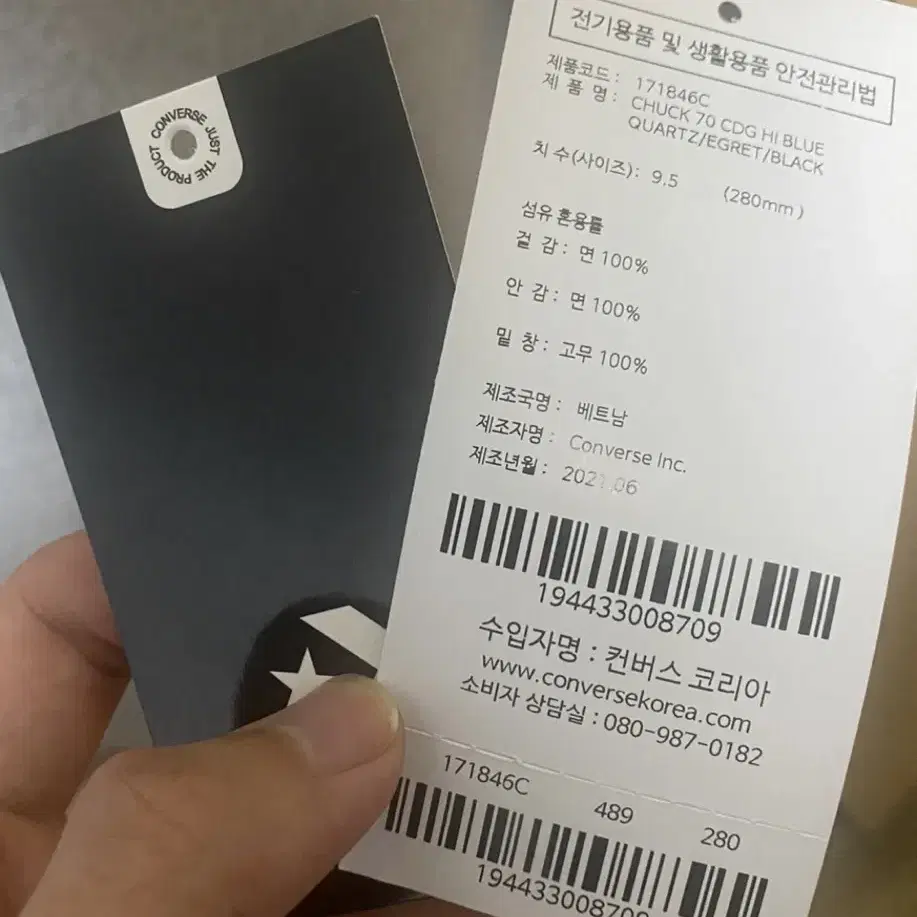 CONVERSE JUST THE PRODUCT
전기용품 및 생활용품 안전관리법
제품코드 : 171846C
제 품 명 : CHUCK 70 CDG HI BLUE
QUARTZ/EGRET/BLACK
치 수(사이즈) : 9.5 (280mm)
섬유 혼용률
겉 감 : 면 100%
안 감 : 면 100%
밑 창 : 고무 100%
제조국명 : 베트남
제조자명 : Converse Inc.
제조년월 : 2021.06
194433008709
수입자명 : 컨버스 코리아
www.conversekorea.com
소비자 상담실 : 080-987-0182
171846C 489 280
194433008709